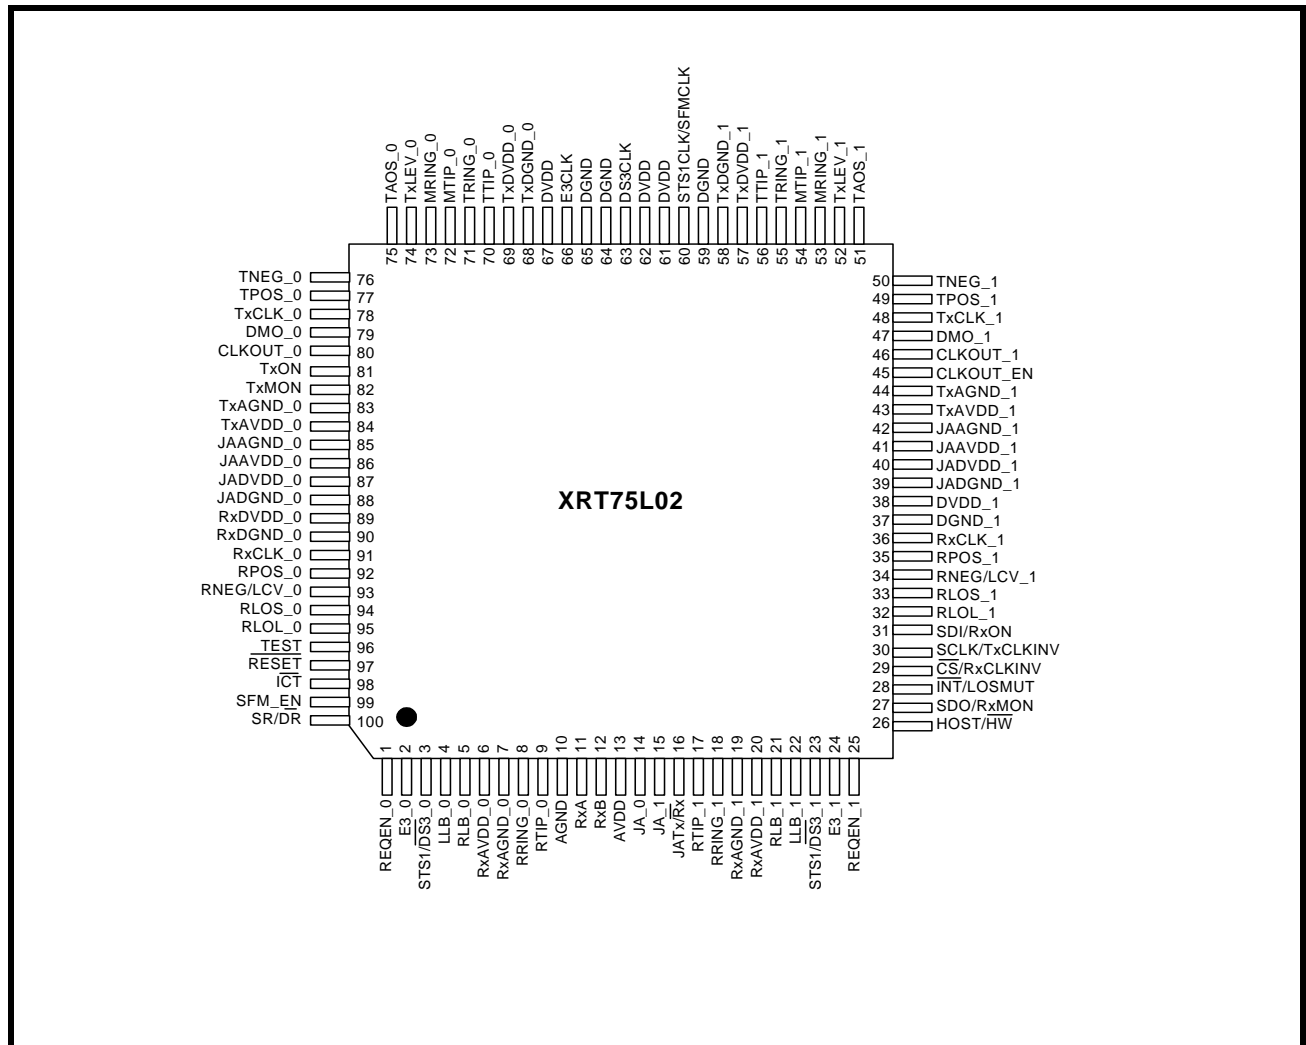 TAOS_0
TxLEV_0
MRING_0
MTIP_0
TRING_0
TTIP_0
TxDVDD_0
TxDGND_0
DVDD
E3CLK
DGND
DGND
DS3CLK
DVDD
DVDD
STS1CLK/SFMCLK
DGND
TxDGND_1
TxDVDD_1
TTIP_1
TRING_1
MTIP_1
MRING_1
TxLEV_1
TAOS_1
75
74
73
72
71
70
69
68
67
66
65
64
63
62
61
60
59
58
57
56
55
54
53
52
51
TNEG_0 76
TPOS_0 77
TxCLK_0 78
DMO_0 79
CLKOUT_0 80
TxON 81
TxMON 82
TxAGND_0 83
TxAVDD_0 84
JAAGND_0 85
JAAVDD_0 86
JADVDD_0 87
JADGND_0 88
RxDVDD_0 89
RxDGND_0 90
RxCLK_0 91
RPOS_0 92
RNEG/LCV_0 93
RLOS_0 94
RLOL_0 95
TEST 96
RESET 97
ICT 98
SFM_EN 99
SR/DR 100
XRT75L02
50 TNEG_1
49 TPOS_1
48 TxCLK_1
47 DMO_1
46 CLKOUT_1
45 CLKOUT_EN
44 TxAGND_1
43 TxAVDD_1
42 JAAGND_1
41 JAAVDD_1
40 JADVDD_1
39 JADGND_1
38 DVDD_1
37 DGND_1
36 RxCLK_1
35 RPOS_1
34 RNEG/LCV_1
33 RLOS_1
32 RLOL_1
31 SDI/RxON
30 SCLK/TxCLKINV
29 CS/RxCLKINV
28 INT/LOSMUT
27 SDO/RxMON
26 HOST/HW
1
2
3
4
5
6
7
8
9
10
11
12
13
14
15
16
17
18
19
20
21
22
23
24
25
REQEN_0
E3_0
STS1/DS3_0
LLB_0
RLB_0
RxAVDD_0
RxAGND_0
RRING_0
RTIP_0
AGND
RxA
RxB
AVDD
JA_0
JA_1
JATx/Rx
RTIP_1
RRING_1
RxAGND_1
RxAVDD_1
RLB_1
LLB_1
STS1/DS3_1
E3_1
REQEN_1